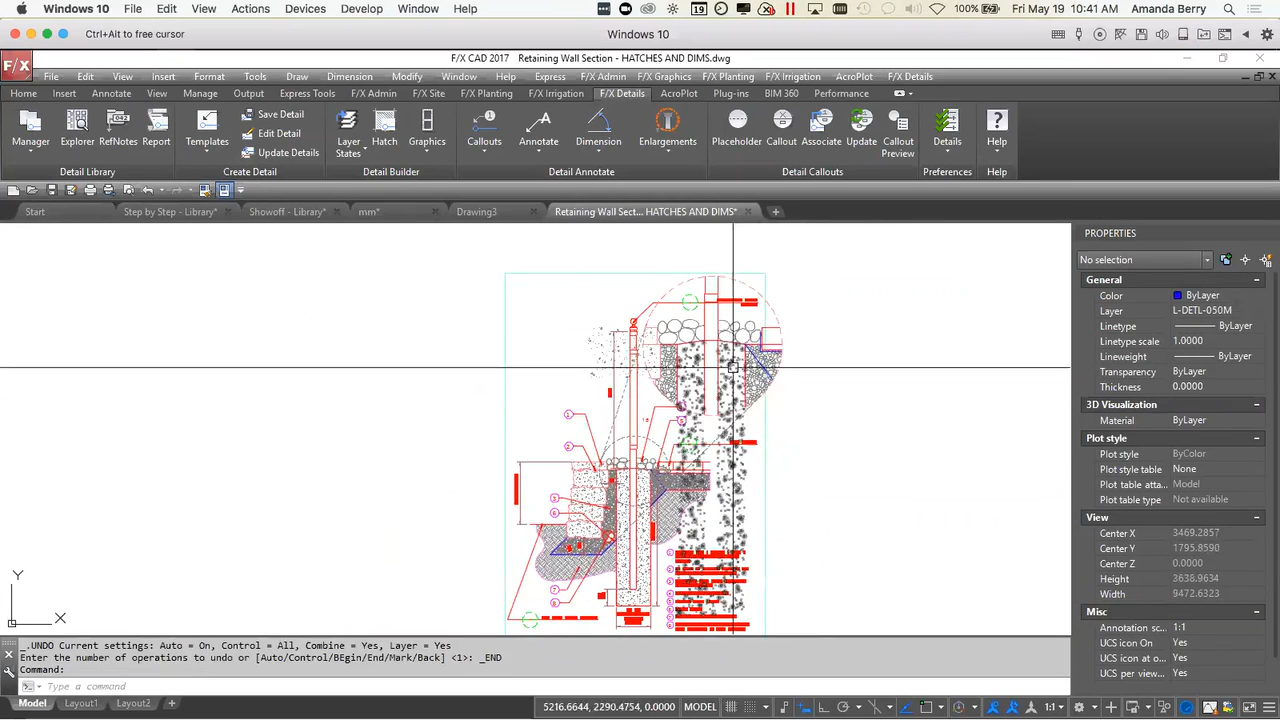 Windows 10 File Edit View Actions Devices Develop Window Help 19 100% Fri May 19 10:41 AM Amanda Berry
Ctrl+Alt to free cursor Windows 10
F/X CAD 2017 Retaining Wall Section - HATCHES AND DIMS.dwg
F/X File Edit View Insert Format Tools Draw Dimension Modify Window Help Express F/X Admin F/X Graphics F/X Planting F/X Irrigation AcroPlot F/X Details
Home Insert Annotate View Manage Output Express Tools F/X Admin F/X Site F/X Planting F/X Irrigation F/X Details AcroPlot Plug-ins BIM 360 Performance
Save Detail
Edit Detail
Update Details
Manager Explorer RefNotes Report Templates Layer States Hatch Graphics Callouts Annotate Dimension Enlargements Placeholder Callout Associate Update Callout Preview Details Help
Detail Library Create Detail Detail Builder Detail Annotate Detail Callouts Preferences Help
Start Step by Step - Library* Showoff - Library* mm* Drawing3 Retaining Wall Sect... HATCHES AND DIMS*
PROPERTIES
No selection
General
Color ByLayer
Layer L-DETL-050M
Linetype ByLayer
Linetype scale 1.0000
Lineweight ByLayer
Transparency ByLayer
Thickness 0.0000
3D Visualization
Material ByLayer
Plot style
Plot style ByColor
Plot style table None
Plot table atta... Model
Plot table type Not available
View
Center X 3469.2857
Center Y 1795.8590
Center Z 0.0000
Height 3638.9634
Width 9472.6323
Misc
Annotation sc... 1:1
UCS icon On Yes
UCS icon at o... Yes
UCS per view... Yes
Y
X
.UNDO Current settings: Auto = On, Control = All, Combine = Yes, Layer = Yes
Enter the number of operations to undo or [Auto/Control/BEgin/End/Mark/Back] <1>: _END
Command:
Type a command
Model Layout1 Layout2 + 5216.6644, 2290.4754, 0.0000 MODEL 1:1